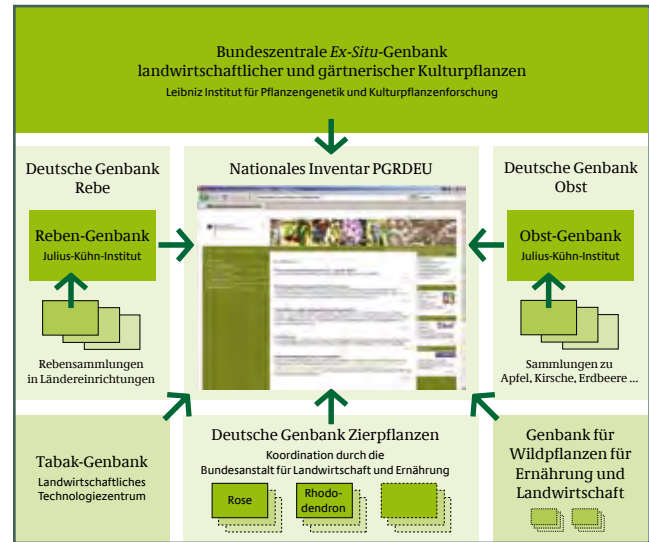 Bundeszentrale Ex-Situ-Genbank
landwirtschaftlicher und gärtnerischer Kulturpflanzen
Leibniz Institut für Pflanzengenetik und Kulturpflanzenforschung
Deutsche Genbank
Rebe
Reben-Genbank
Julius-Kühn-Institut
Rebensammlungen
in Ländereinrichtungen
Nationales Inventar PGRDEU
Deutsche Genbank
Obst
Obst-Genbank
Julius-Kühn-Institut
Sammlungen zu
Apfel, Kirsche, Erdbeere ...
Tabak-Genbank
Landwirtschaftliches
Technologiezentrum
Deutsche Genbank Zierpflanzen
Koordination durch die
Bundesanstalt für Landwirtschaft und Ernährung
Rose
Rhodo-
dendron
Genbank für
Wildpflanzen für
Ernährung und
Landwirtschaft